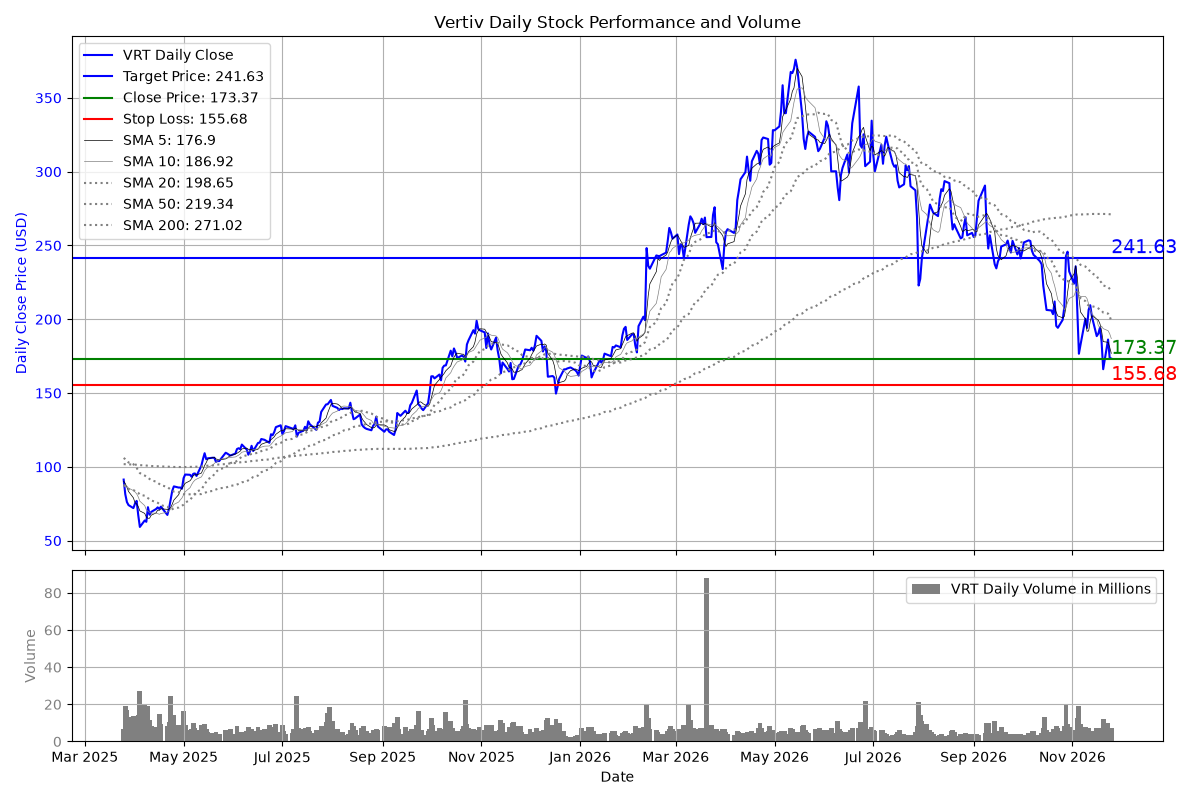 Vertiv Daily Stock Performance and Volume
VRT Daily Close
Target Price: 241.63
Close Price: 173.37
Stop Loss: 155.68
SMA 5: 176.9
SMA 10: 186.92
SMA 20: 198.65
SMA 50: 219.34
SMA 200: 271.02
Daily Close Price (USD)
350
300
250
200
150
100
50
241.63
173.37
155.68
VRT Daily Volume in Millions
Volume
80
60
40
20
0
Mar 2025 May 2025 Jul 2025 Sep 2025 Nov 2025 Jan 2026 Mar 2026 May 2026 Jul 2026 Sep 2026 Nov 2026
Date